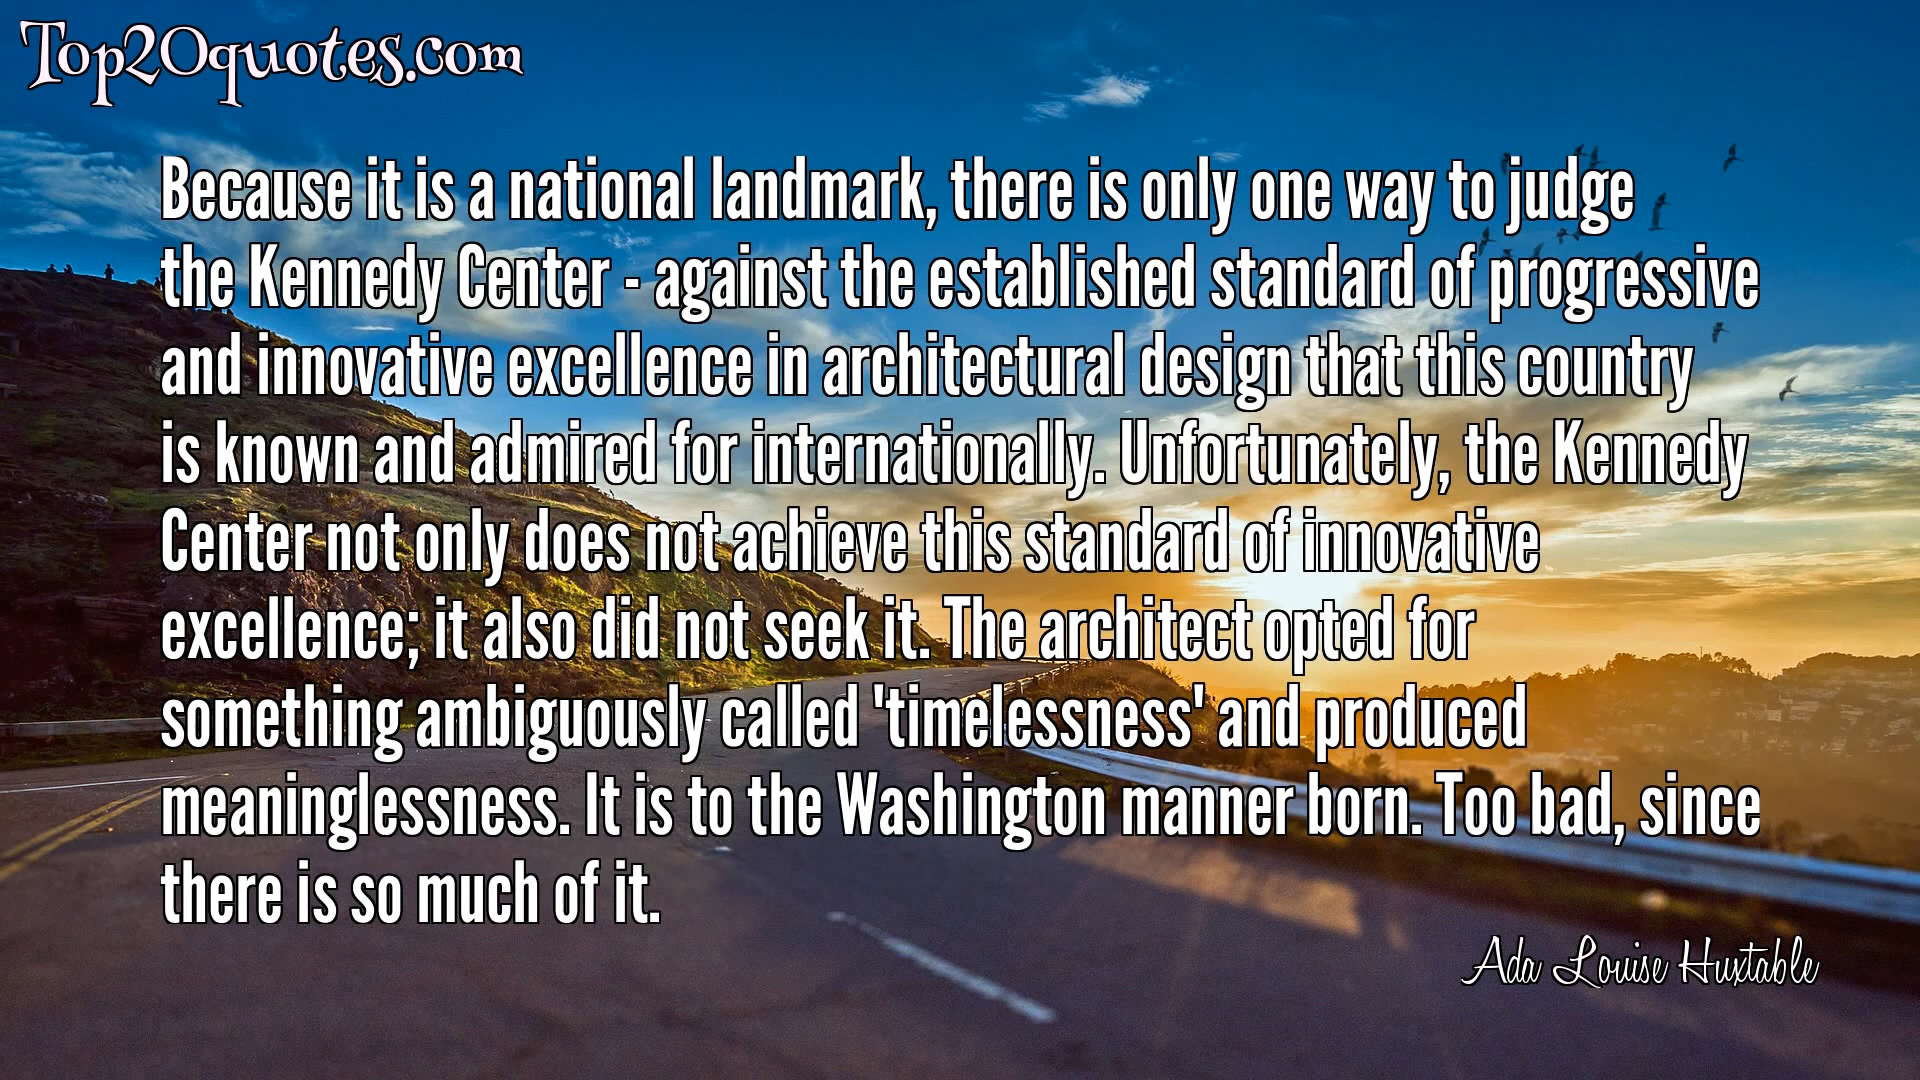 Top20quotes.com
Because it is a national landmark, there is only one way to judge
the Kennedy Center - against the established standard of progressive
and innovative excellence in architectural design that this country
is known and admired for internationally. Unfortunately, the Kennedy
Center not only does not achieve this standard of innovative
excellence; it also did not seek it. The architect opted for
something ambiguously called 'timelessness' and produced
meaninglessness. It is to the Washington manner born. Too bad, since
there is so much of it.
Ada Louise Huxtable